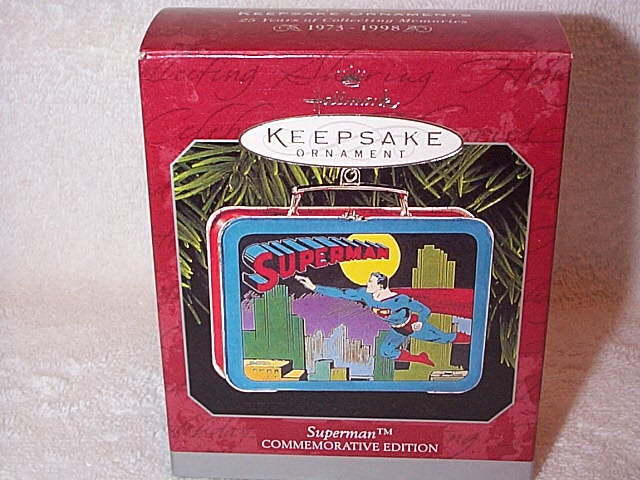 KEEPSAKE ORNAMENTS
25 Years of Collecting Memories
1973-1998
Hallmark
KEEPSAKE
ORNAMENT
SUPERMAN
Superman™
COMMEMORATIVE EDITION